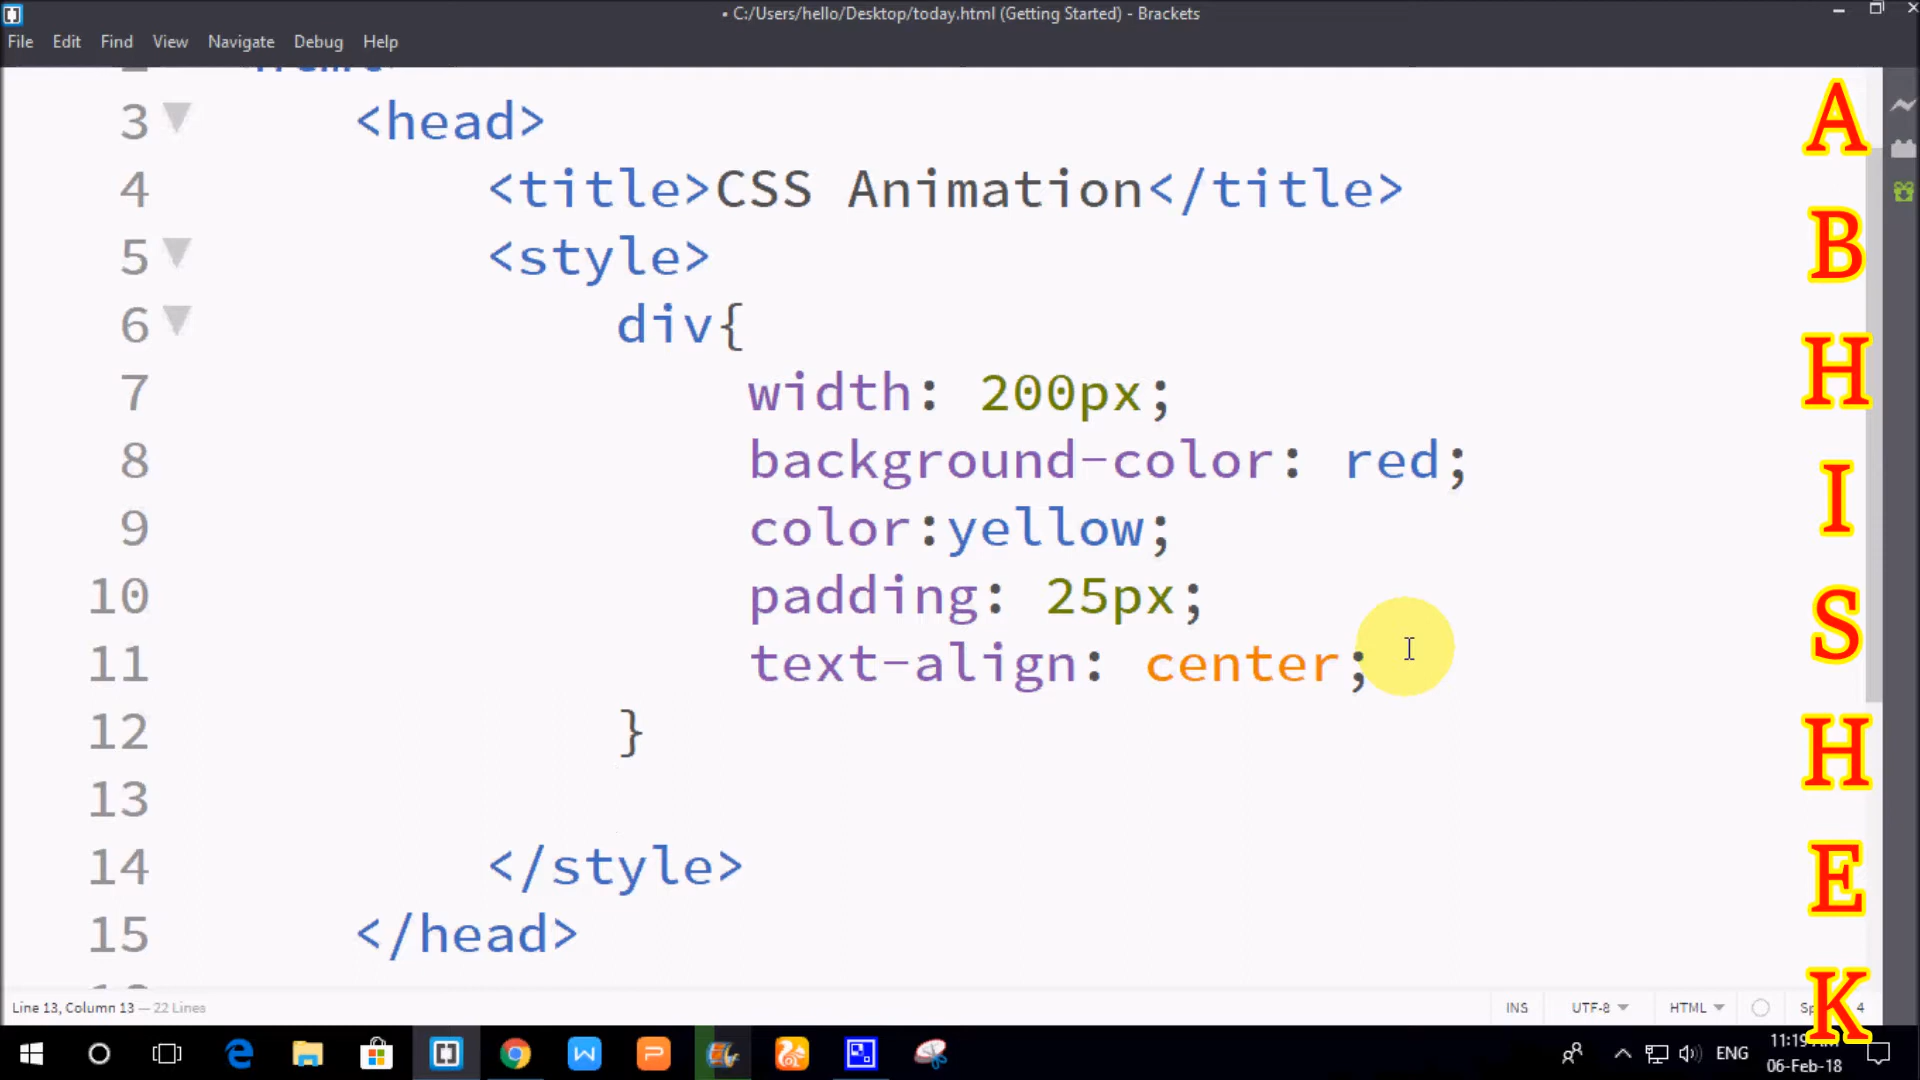 • C:/Users/hello/Desktop/today.html (Getting Started) - Brackets
File Edit Find View Navigate Debug Help
3 <head>
4 <title>CSS Animation</title>
5 <style>
6 div{
7 width: 200px;
8 background-color: red;
9 color:yellow;
10 padding: 25px;
11 text-align: center;
12 }
13
14 </style>
15 </head>
Line 13, Column 13 — 22 Lines
INS UTF-8 HTML 4
ENG
06-Feb-18
A
B
H
I
S
H
E
K